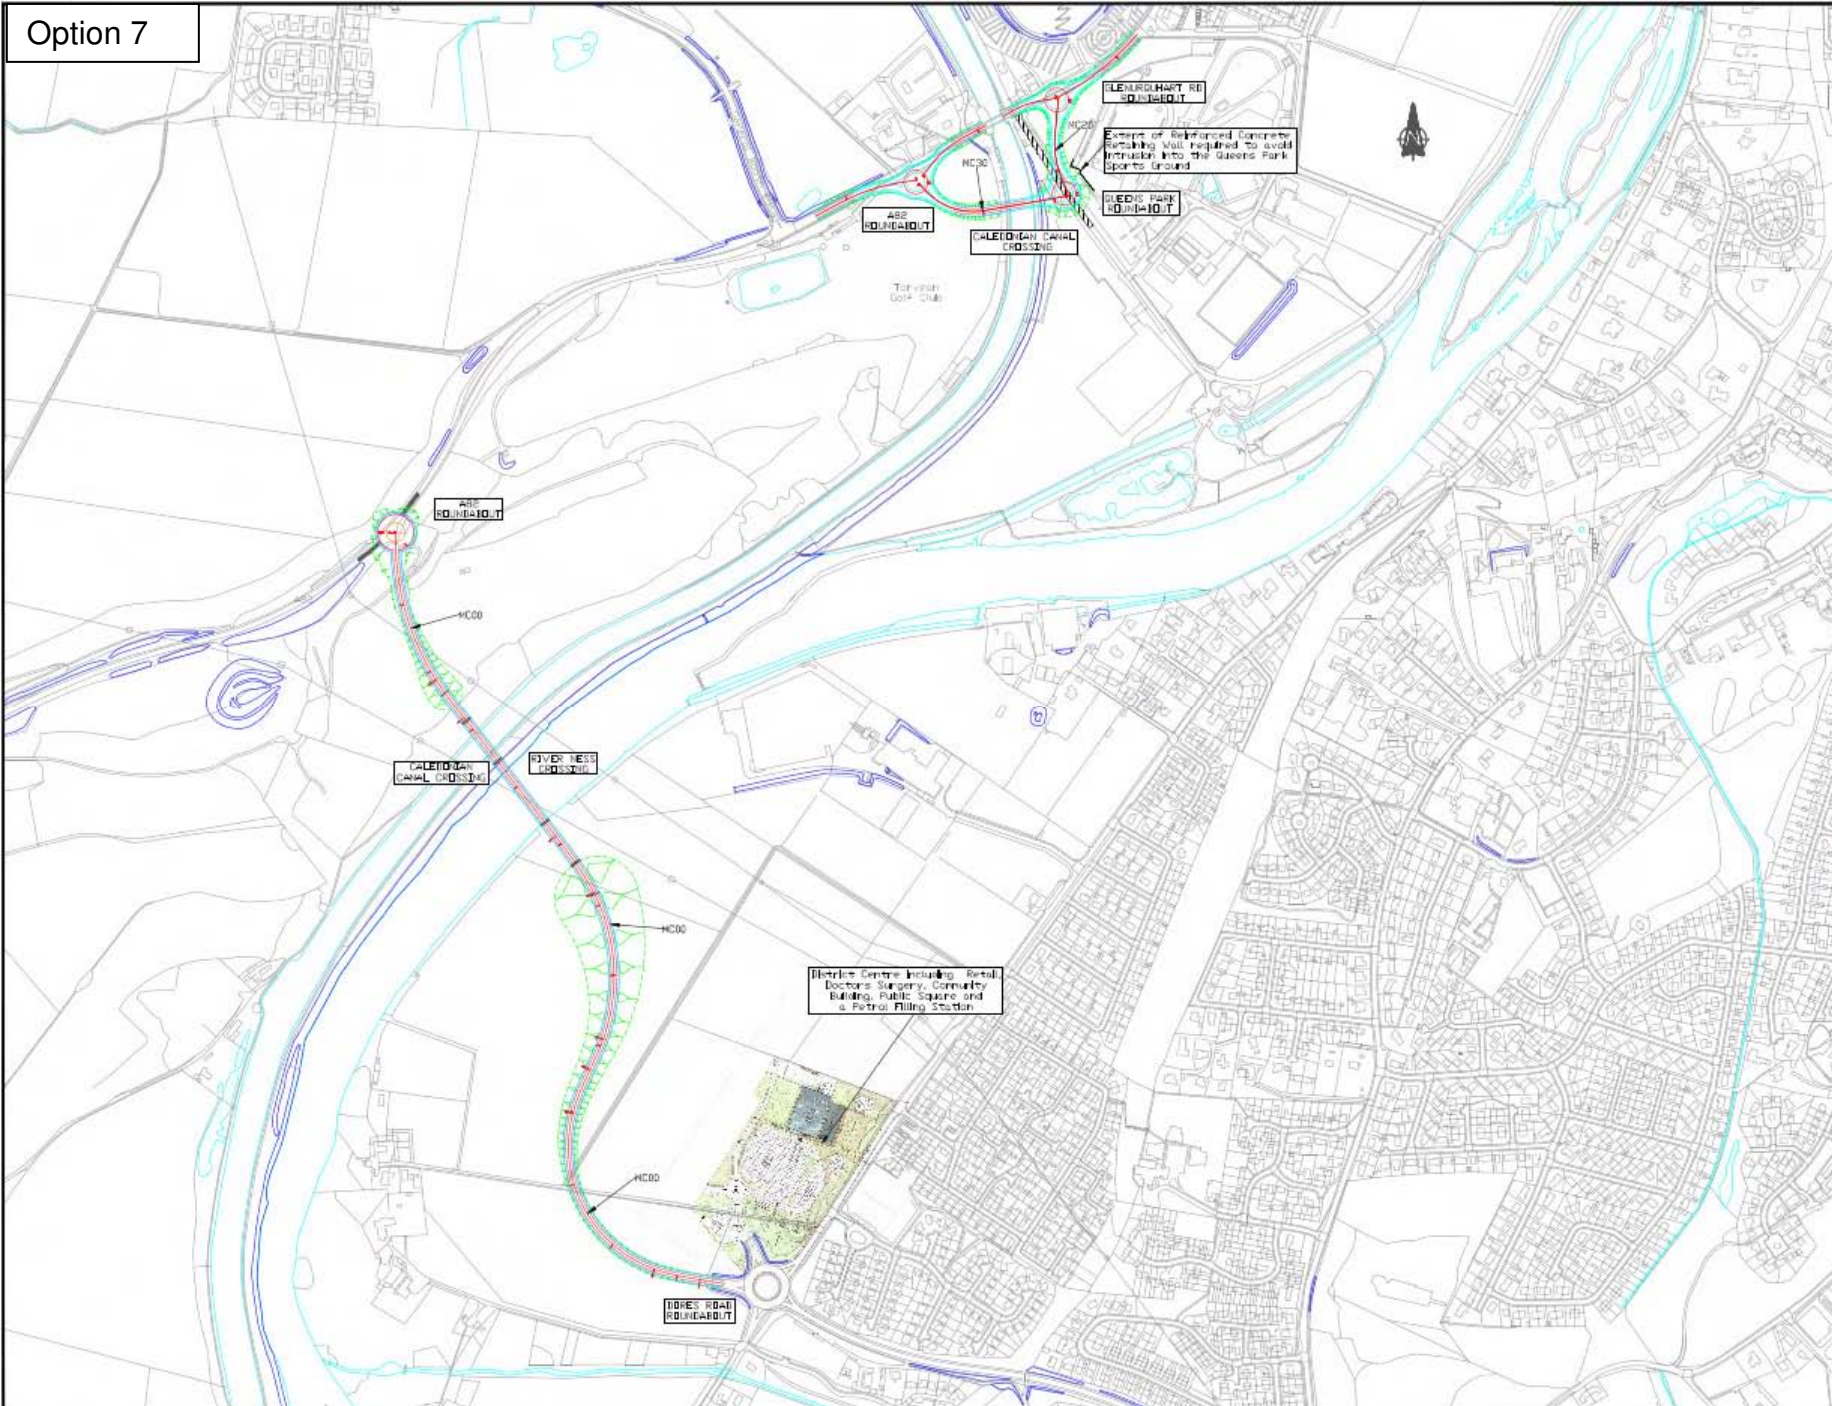 Option 7
GLENURQUHART RD
ROUNDABOUT
MC20
Extent of Reinforced Concrete
Retaining Wall required to avoid
intrusion into the Queens Park
Sports Ground
MC30
QUEENS PARK
ROUNDABOUT
A82
ROUNDABOUT
CALEDONIAN CANAL
CROSSING
Torvean
Golf Club
N
A82
ROUNDABOUT
MC00
RIVER NESS
CROSSING
CALEDONIAN
CANAL CROSSING
MC00
District Centre including Retail,
Doctors Surgery, Community
Building, Public Square and
a Petrol Filling Station
MC00
DORES ROAD
ROUNDABOUT